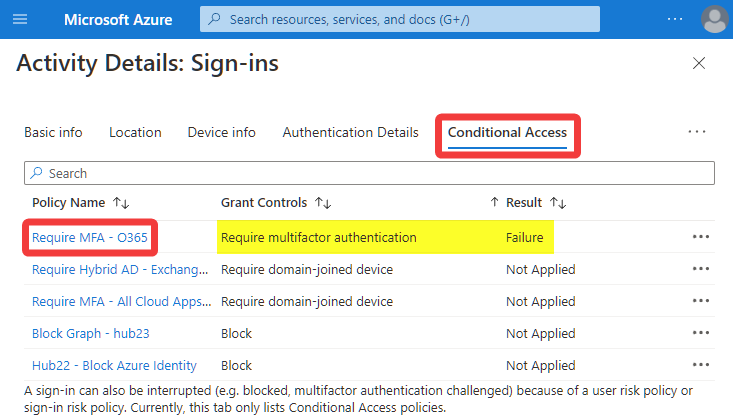 Microsoft Azure
Search resources, services, and docs (G+/)
Activity Details: Sign-ins
Basic info Location Device info Authentication Details Conditional Access
Search
Policy Name Grant Controls Result
Require MFA - O365 Require multifactor authentication Failure
Require Hybrid AD - Exchang... Require domain-joined device Not Applied
Require MFA - All Cloud Apps... Require domain-joined device Not Applied
Block Graph - hub23 Block Not Applied
Hub22 - Block Azure Identity Block Not Applied
A sign-in can also be interrupted (e.g. blocked, multifactor authentication challenged) because of a user risk policy or
sign-in risk policy. Currently, this tab only lists Conditional Access policies.